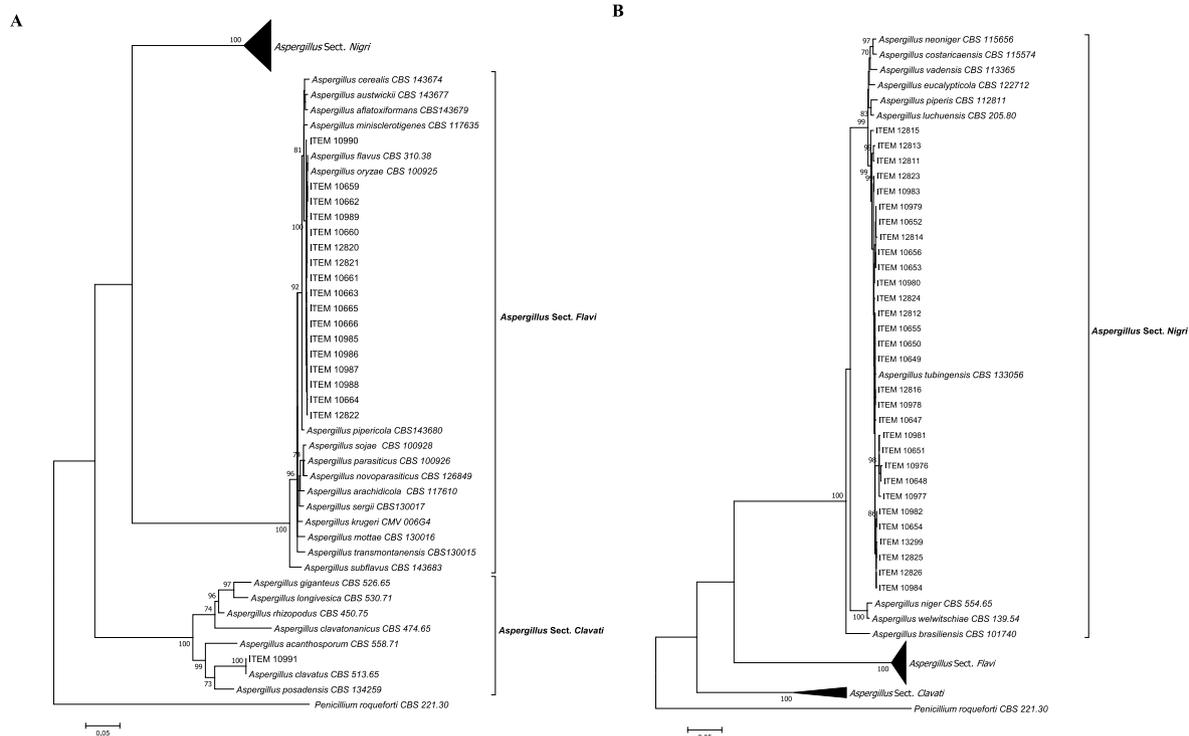 A
100
Aspergillus Sect. Nigri
Aspergillus cerealis CBS 143674
Aspergillus austwickii CBS 143677
Aspergillus aflatoxiformans CBS143679
Aspergillus minisclerotigenes CBS 117635
ITEM 10990
81
Aspergillus flavus CBS 310.38
Aspergillus oryzae CBS 100925
ITEM 10659
ITEM 10662
ITEM 10989
100
ITEM 10660
ITEM 12820
ITEM 12821
ITEM 10661
92
ITEM 10663
ITEM 10665
Aspergillus Sect. Flavi
ITEM 10666
ITEM 10985
ITEM 10986
ITEM 10987
ITEM 10988
ITEM 10664
ITEM 12822
Aspergillus pipericola CBS143680
Aspergillus sojae CBS 100928
Aspergillus parasiticus CBS 100926
96
Aspergillus novoparasiticus CBS 126849
Aspergillus arachidicola CBS 117610
Aspergillus sergii CBS130017
Aspergillus krugeri CMV 006G4
100
Aspergillus mottae CBS 130016
Aspergillus transmontanensis CBS130015
Aspergillus subflavus CBS 143683
97
Aspergillus giganteus CBS 526.65
96
Aspergillus longivesica CBS 530.71
74
Aspergillus rhizopodus CBS 450.75
Aspergillus clavatonanicus CBS 474.65
Aspergillus Sect. Clavati
100
Aspergillus acanthosporum CBS 558.71
99
100
ITEM 10991
Aspergillus clavatus CBS 513.65
73
Aspergillus posadensis CBS 134259
Penicillium roqueforti CBS 221.30
0,05
B
97
Aspergillus neoniger CBS 115656
70
Aspergillus costaricaensis CBS 115574
Aspergillus vadensis CBS 113365
Aspergillus eucalypticola CBS 122712
Aspergillus piperis CBS 112811
83
Aspergillus luchuensis CBS 205.80
99
ITEM 12815
ITEM 12813
ITEM 12811
99
ITEM 12823
ITEM 10983
ITEM 10979
ITEM 10652
ITEM 12814
ITEM 10656
ITEM 10653
ITEM 10980
ITEM 12824
ITEM 12812
ITEM 10655
Aspergillus Sect. Nigri
ITEM 10650
ITEM 10649
Aspergillus tubingensis CBS 133056
ITEM 12816
ITEM 10978
ITEM 10647
ITEM 10981
ITEM 10651
98
ITEM 10976
ITEM 10648
100
ITEM 10977
86
ITEM 10982
ITEM 10654
ITEM 13299
ITEM 12825
ITEM 12826
ITEM 10984
Aspergillus niger CBS 554.65
100
Aspergillus welwitschiae CBS 139.54
Aspergillus brasiliensis CBS 101740
100
Aspergillus Sect. Flavi
100
Aspergillus Sect. Clavati
Penicillium roqueforti CBS 221.30